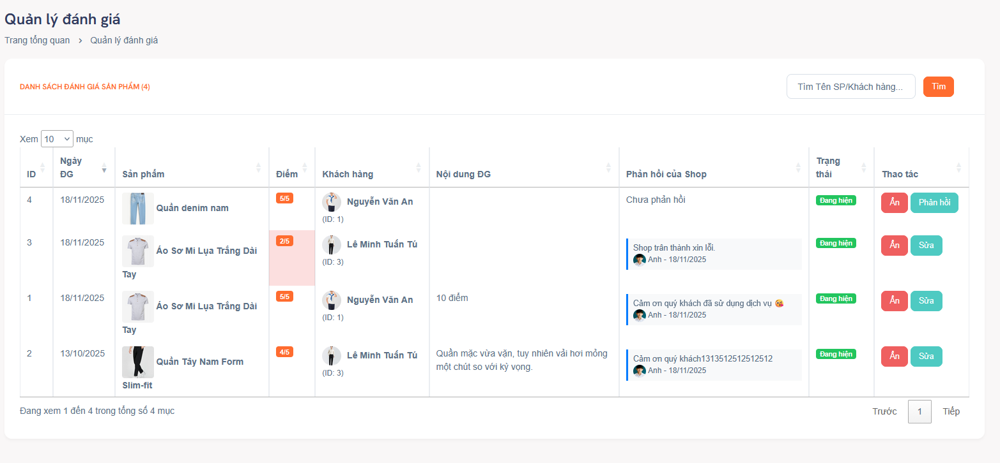 Quản lý đánh giá
Trang tổng quan > Quản lý đánh giá
DANH SÁCH ĐÁNH GIÁ SẢN PHẨM (4)
Tìm Tên SP/Khách hàng...
Tìm
Xem 10 mục
ID
Ngày ĐG
Sản phẩm
Điểm
Khách hàng
Nội dung ĐG
Phản hồi của Shop
Trạng thái
Thao tác
4
18/11/2025
Quần denim nam
5/5
Nguyễn Văn An
(ID: 1)
Chưa phản hồi
Đang hiện
Ẩn
Phản hồi
3
18/11/2025
Áo Sơ Mi Lụa Trắng Dài
Tay
2/5
Lê Minh Tuấn Tú
(ID: 3)
Shop trân thành xin lỗi.
Anh - 18/11/2025
Đang hiện
Ẩn
Sửa
1
18/11/2025
Áo Sơ Mi Lụa Trắng Dài
Tay
5/5
Nguyễn Văn An
(ID: 1)
10 điểm
Cảm ơn quý khách đã sử dụng dịch vụ 😘
Anh - 18/11/2025
Đang hiện
Ẩn
Sửa
2
13/10/2025
Quần Tây Nam Form
Slim-fit
4/5
Lê Minh Tuấn Tú
(ID: 3)
Quần mặc vừa vặn, tuy nhiên vải hơi mỏng
một chút so với kỳ vọng.
Cảm ơn quý khách1313512512512512
Anh - 18/11/2025
Đang hiện
Ẩn
Sửa
Đang xem 1 đến 4 trong tổng số 4 mục
Trước 1 Tiếp